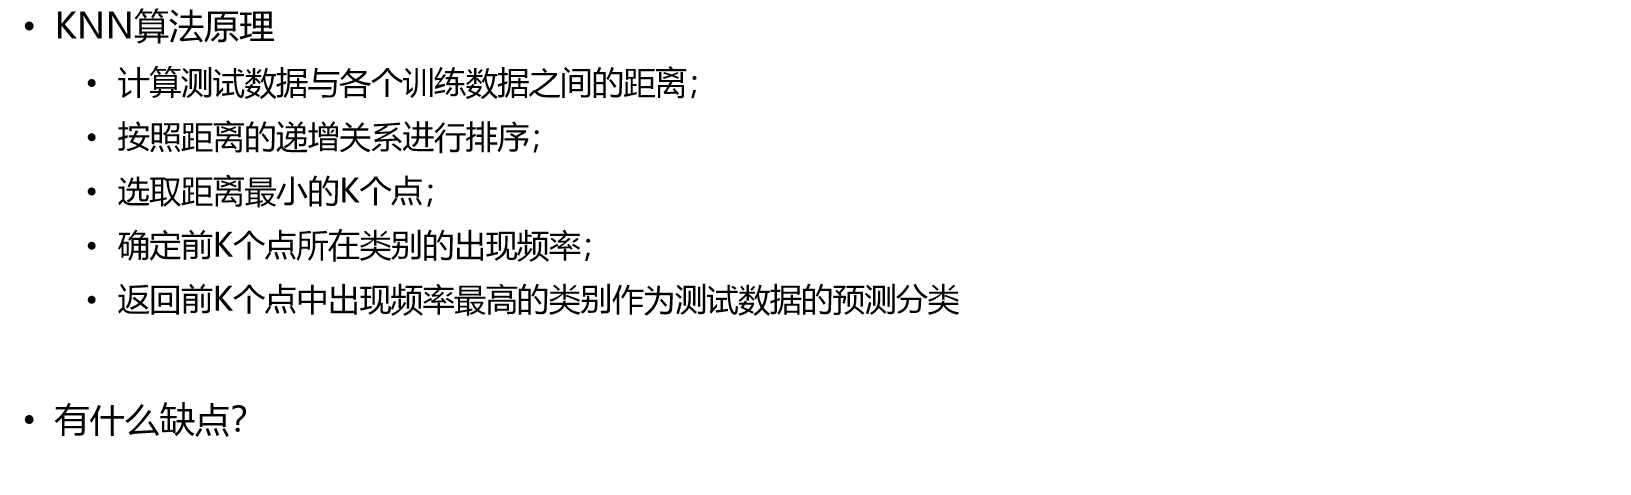 • KNN算法原理
• 计算测试数据与各个训练数据之间的距离；
• 按照距离的递增关系进行排序；
• 选取距离最小的K个点；
• 确定前K个点所在类别的出现频率；
• 返回前K个点中出现频率最高的类别作为测试数据的预测分类
• 有什么缺点？